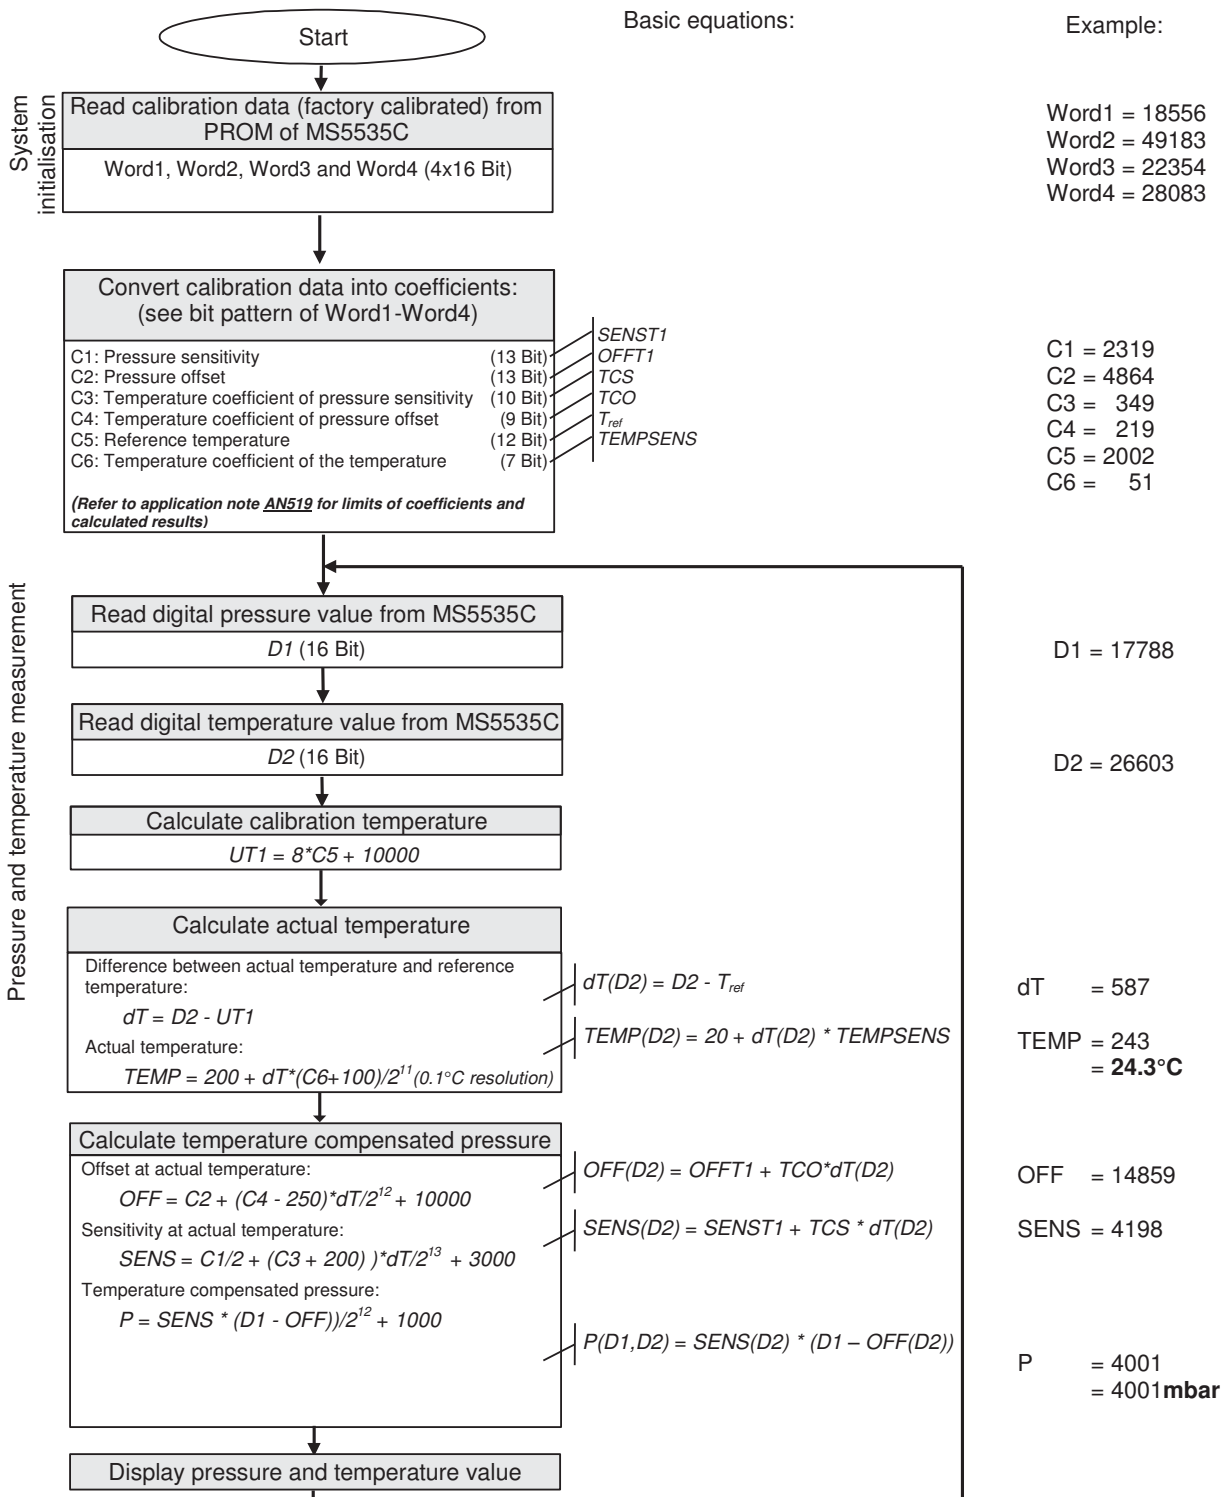 Start
Basic equations:
Example:
System
initialisation
Read calibration data (factory calibrated) from
PROM of MS5535C
Word1, Word2, Word3 and Word4 (4x16 Bit)
Word1 = 18556
Word2 = 49183
Word3 = 22354
Word4 = 28083
Convert calibration data into coefficients:
(see bit pattern of Word1-Word4)
C1: Pressure sensitivity (13 Bit) SENST1
C2: Pressure offset (13 Bit) OFFT1
C3: Temperature coefficient of pressure sensitivity (10 Bit) TCS
C4: Temperature coefficient of pressure offset (9 Bit) TCO
C5: Reference temperature (12 Bit) Tref
C6: Temperature coefficient of the temperature (7 Bit) TEMPSENS
(Refer to application note AN519 for limits of coefficients and
calculated results)
C1 = 2319
C2 = 4864
C3 = 349
C4 = 219
C5 = 2002
C6 = 51
Pressure and temperature measurement
Read digital pressure value from MS5535C
D1 (16 Bit)
D1 = 17788
Read digital temperature value from MS5535C
D2 (16 Bit)
D2 = 26603
Calculate calibration temperature
UT1 = 8*C5 + 10000
Calculate actual temperature
Difference between actual temperature and reference
temperature:
dT = D2 - UT1
dT(D2) = D2 - Tref
dT = 587
Actual temperature:
TEMP = 200 + dT*(C6+100)/2^11 (0.1°C resolution)
TEMP(D2) = 20 + dT(D2) * TEMPSENS
TEMP = 243
= 24.3°C
Calculate temperature compensated pressure
Offset at actual temperature:
OFF = C2 + (C4 - 250)*dT/2^12 + 10000
OFF(D2) = OFFT1 + TCO*dT(D2)
OFF = 14859
Sensitivity at actual temperature:
SENS = C1/2 + (C3 + 200) )*dT/2^13 + 3000
SENS(D2) = SENST1 + TCS * dT(D2)
SENS = 4198
Temperature compensated pressure:
P = SENS * (D1 - OFF))/2^12 + 1000
P(D1,D2) = SENS(D2) * (D1 – OFF(D2))
P = 4001
= 4001mbar
Display pressure and temperature value